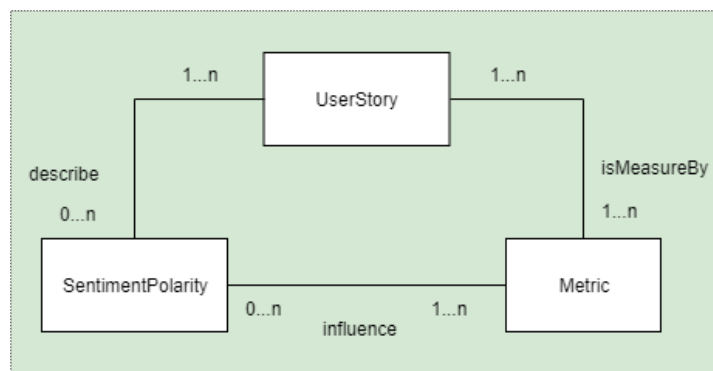 1...n
1...n
UserStory
describe
isMeasureBy
0...n
1...n
SentimentPolarity
Metric
0...n
1...n
influence